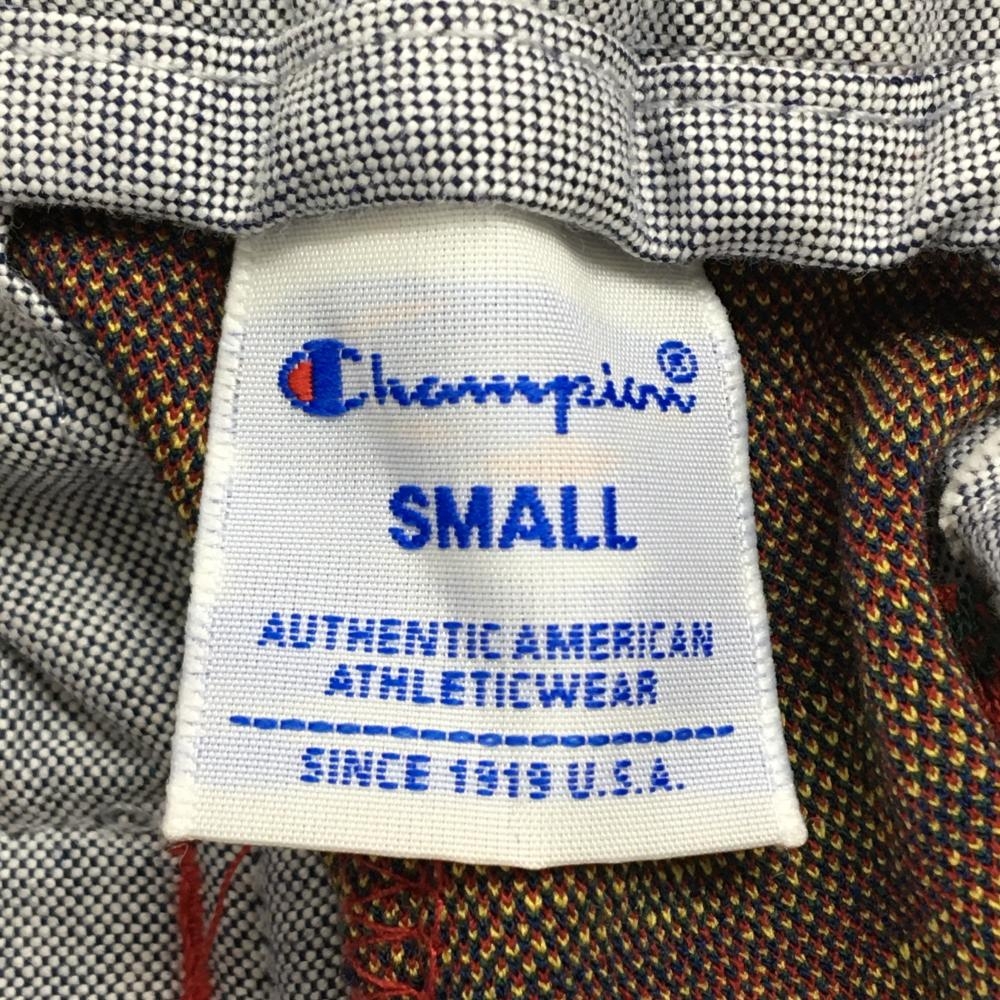 Champion®
SMALL
AUTHENTIC AMERICAN
ATHLETICWEAR
SINCE 1919 U.S.A.